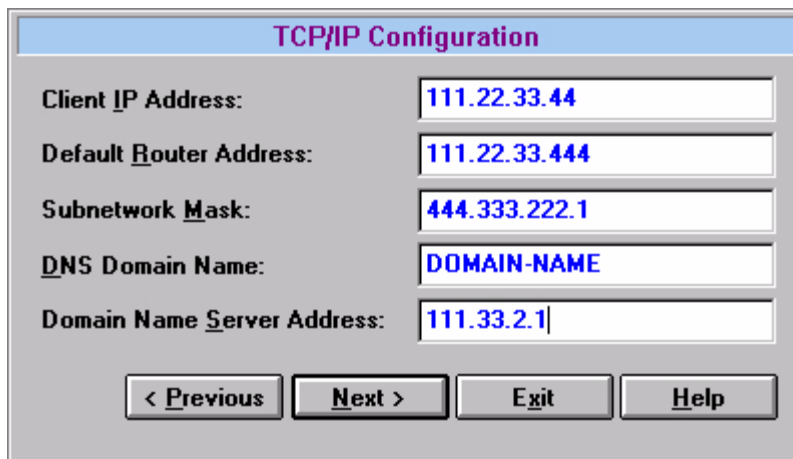 TCP/IP Configuration
Client IP Address: 111.22.33.44
Default Router Address: 111.22.33.444
Subnetwork Mask: 444.333.222.1
DNS Domain Name: DOMAIN-NAME
Domain Name Server Address: 111.33.2.1
< Previous Next > Exit Help